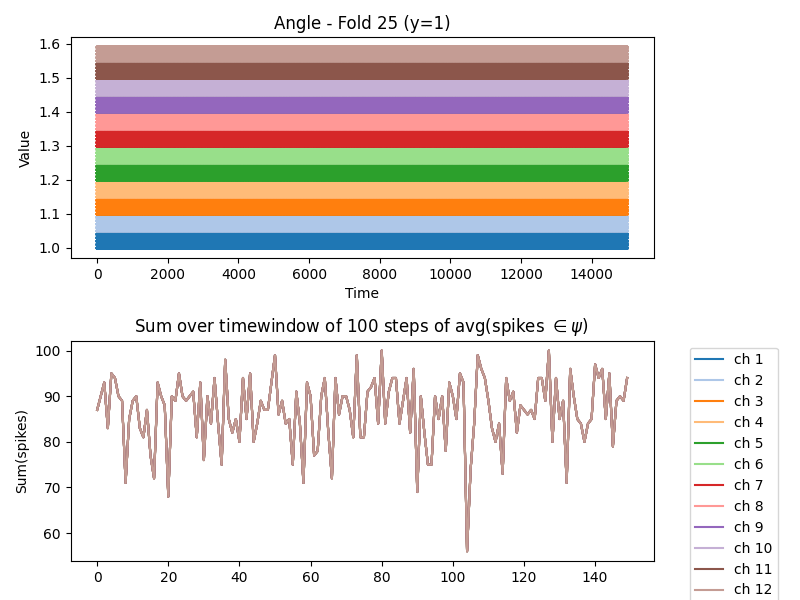 Angle - Fold 25 (y=1)
1.6
1.5
1.4
1.3
1.2
1.1
1.0
Value
0 2000 4000 6000 8000 10000 12000 14000
Time
Sum over timewindow of 100 steps of avg(spikes ∈ ψ)
100
90
80
70
60
Sum(spikes)
0 20 40 60 80 100 120 140
ch 1
ch 2
ch 3
ch 4
ch 5
ch 6
ch 7
ch 8
ch 9
ch 10
ch 11
ch 12